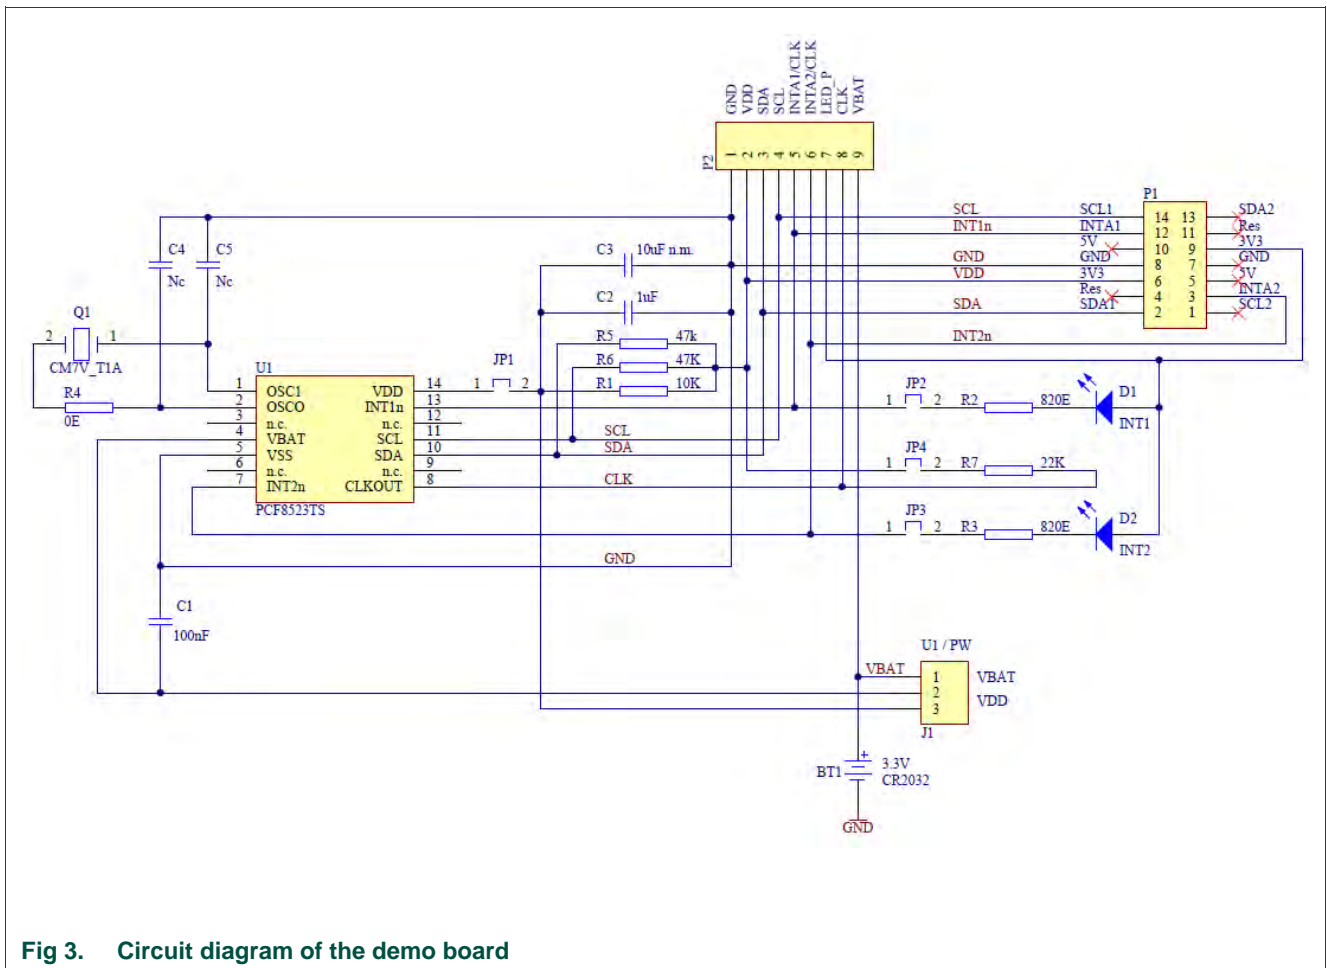 GND
VDD
SDA
SCL
INTA1/CLK
INTA2/CLK
LED_P
CLK
VBAT
P2
1
2
3
4
5
6
7
8
9
P1
SCL SCL1 14 13 SDA2
INT1n INTA1 12 11 Res
5V 10 9 3V3
GND GND 8 7 GND
VDD 3V3 6 5 5V
Res 4 3 INTA2
SDA SDA1 2 1 SCL2
INT2n
C4
Nc
C5
Nc
C3 10uF n.m.
C2 1uF
R5 47k
R6 47K
R1 10K
Q1
2 1
CM7V_T1A
R4
0E
U1
1 OSC1 VDD 14
2 OSCO INT1n 13
3 n.c. n.c. 12
4 VBAT SCL 11
5 VSS SDA 10
6 n.c. n.c. 9
7 INT2n CLKOUT 8
PCF8523TS
JP1
1 2
SCL
SDA
CLK
GND
JP2
1 2 R2 820E
D1
INT1
JP4
1 2 R7 22K
JP3
1 2 R3 820E
D2
INT2
C1
100nF
U1 / PW
VBAT 1 VBAT
2
3 VDD
J1
BT1 + 3.3V
CR2032
GND
Fig 3. Circuit diagram of the demo board